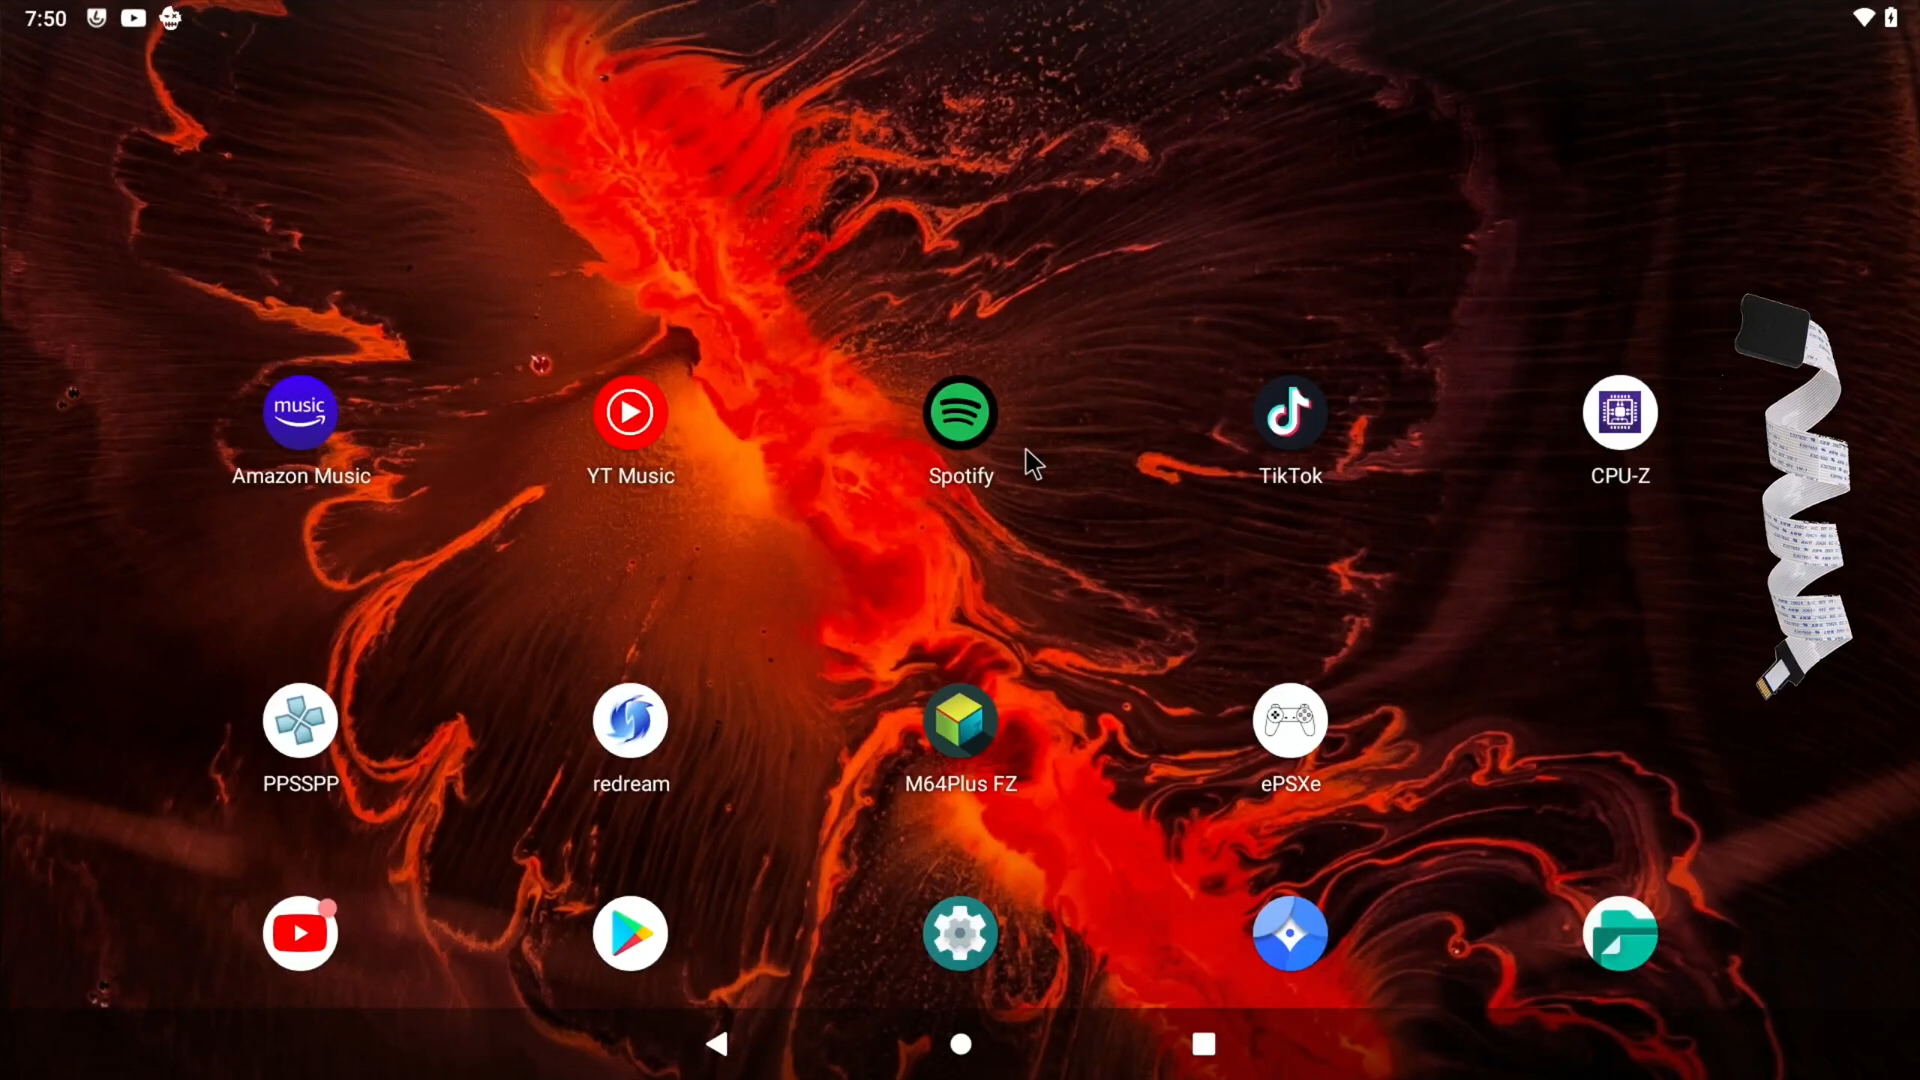 7:50
music
Amazon Music
YT Music
Spotify
TikTok
CPU-Z
PPSSPP
redream
M64Plus FZ
ePSXe